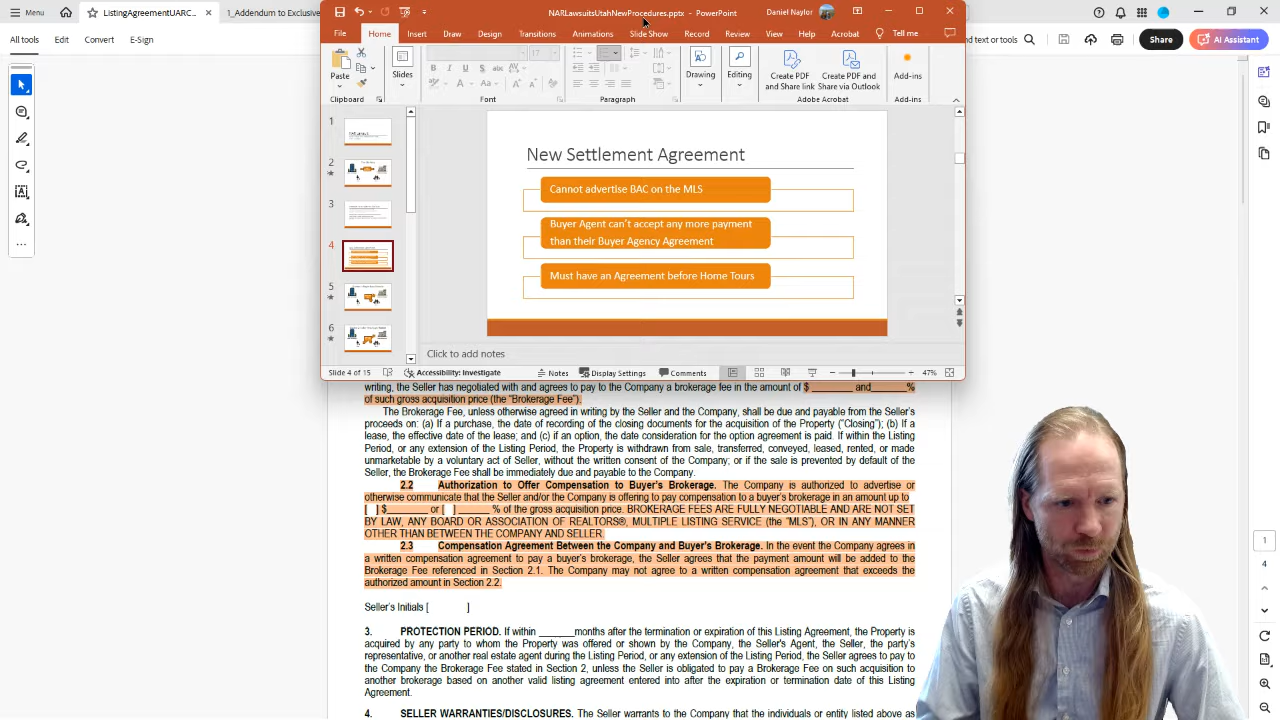 Menu
ListingAgreementUARC...
1_Addendum to Exclusive
NARLawsuitsUtahNewProcedures.pptx - PowerPoint
Daniel Naylor
All tools
Edit
Convert
E-Sign
File
Home
Insert
Draw
Design
Transitions
Animations
Slide Show
Record
Review
View
Help
Acrobat
Tell me
nd text or tools
Share
AI Assistant
Paste
Slides
Drawing
Editing
Create PDF
and Share link
Create PDF and
Share via Outlook
Add-ins
Clipboard
Font
Paragraph
Adobe Acrobat
Add-ins
1
2
3
4
5
6
New Settlement Agreement
Cannot advertise BAC on the MLS
Buyer Agent can't accept any more payment
than their Buyer Agency Agreement
Must have an Agreement before Home Tours
Click to add notes
Slide 4 of 15
Accessibility: Investigate
Notes
Display Settings
Comments
47%
writing, the Seller has negotiated with and agrees to pay to the Company a brokerage fee in the amount of $ _______ and______%
of such gross acquisition price (the "Brokerage Fee").
The Brokerage Fee, unless otherwise agreed in writing by the Seller and the Company, shall be due and payable from the Seller's
proceeds on: (a) If a purchase, the date of recording of the closing documents for the acquisition of the Property ("Closing"); (b) If a
lease, the effective date of the lease; and (c) if an option, the date consideration for the option agreement is paid. If within the Listing
Period, or any extension of the Listing Period, the Property is withdrawn from sale, transferred, conveyed, leased, rented, or made
unmarketable by a voluntary act of Seller, without the written consent of the Company; or if the sale is prevented by default of the
Seller, the Brokerage Fee shall be immediately due and payable to the Company.
2.2 Authorization to Offer Compensation to Buyer's Brokerage. The Company is authorized to advertise or
otherwise communicate that the Seller and/or the Company is offering to pay compensation to a buyer's brokerage in an amount up to
[ ] $_____ or [ ] ______ % of the gross acquisition price. BROKERAGE FEES ARE FULLY NEGOTIABLE AND ARE NOT SET
BY LAW, ANY BOARD OR ASSOCIATION OF REALTORS®, MULTIPLE LISTING SERVICE (the "MLS"), OR IN ANY MANNER
OTHER THAN BETWEEN THE COMPANY AND SELLER.
2.3 Compensation Agreement Between the Company and Buyer's Brokerage. In the event the Company agrees in
a written compensation agreement to pay a buyer's brokerage, the Seller agrees that the payment amount will be added to the
Brokerage Fee referenced in Section 2.1. The Company may not agree to a written compensation agreement that exceeds the
authorized amount in Section 2.2.
Seller's Initials [ ]
3. PROTECTION PERIOD. If within _______months after the termination or expiration of this Listing Agreement, the Property is
acquired by any party to whom the Property was offered or shown by the Company, the Seller's Agent, the Seller, the party's
representative, or another real estate agent during the Listing Period, or any extension of the Listing Period, the Seller agrees to pay to
the Company the Brokerage Fee stated in Section 2, unless the Seller is obligated to pay a Brokerage Fee on such acquisition to
another brokerage based on another valid listing agreement entered into after the expiration or termination date of this Listing
Agreement.
4. SELLER WARRANTIES/DISCLOSURES. The Seller warrants to the Company that the individuals or entity listed above as
1
4